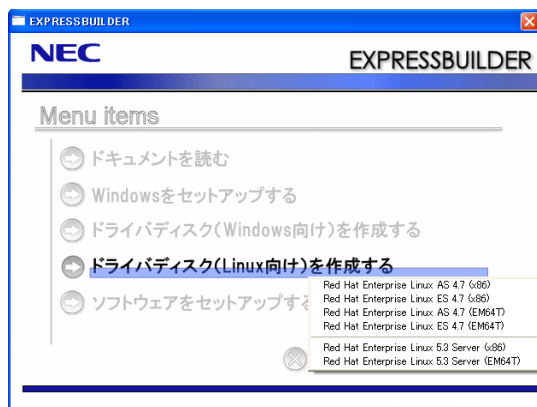 EXPRESSBUILDER
NEC
EXPRESSBUILDER
Menu items
ドキュメントを読む
Windowsをセットアップする
ドライバディスク(Windows向け)を作成する
ドライバディスク(Linux向け)を作成する
ソフトウェアをセットアップする
Red Hat Enterprise Linux AS 4.7 (x86)
Red Hat Enterprise Linux ES 4.7 (x86)
Red Hat Enterprise Linux AS 4.7 (EM64T)
Red Hat Enterprise Linux ES 4.7 (EM64T)
Red Hat Enterprise Linux 5.3 Server (x86)
Red Hat Enterprise Linux 5.3 Server (EM64T)